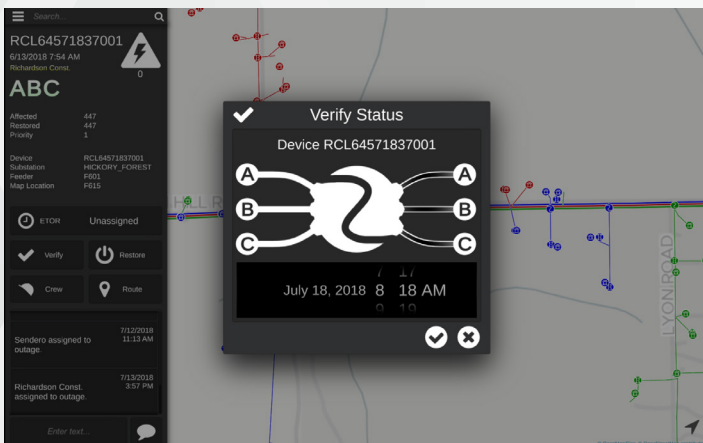 Search...
RCL64571837001
6/13/2018 7:54 AM
Richardson Const.
0
ABC
Affected 447
Restored 447
Priority 1
Device RCL64571837001
Substation HICKORY_FOREST
Feeder F601
Map Location F615
ETOR Unassigned
Verify Restore
Crew Route
7/12/2018
Sendero assigned to 11:13 AM
outage.
7/13/2018
Richardson Const. 3:57 PM
assigned to outage.
Enter text...
Verify Status
Device RCL64571837001
A A
B B
C C
7 17
July 18, 2018 8 18 AM
9 19
HILL R
LYON ROAD